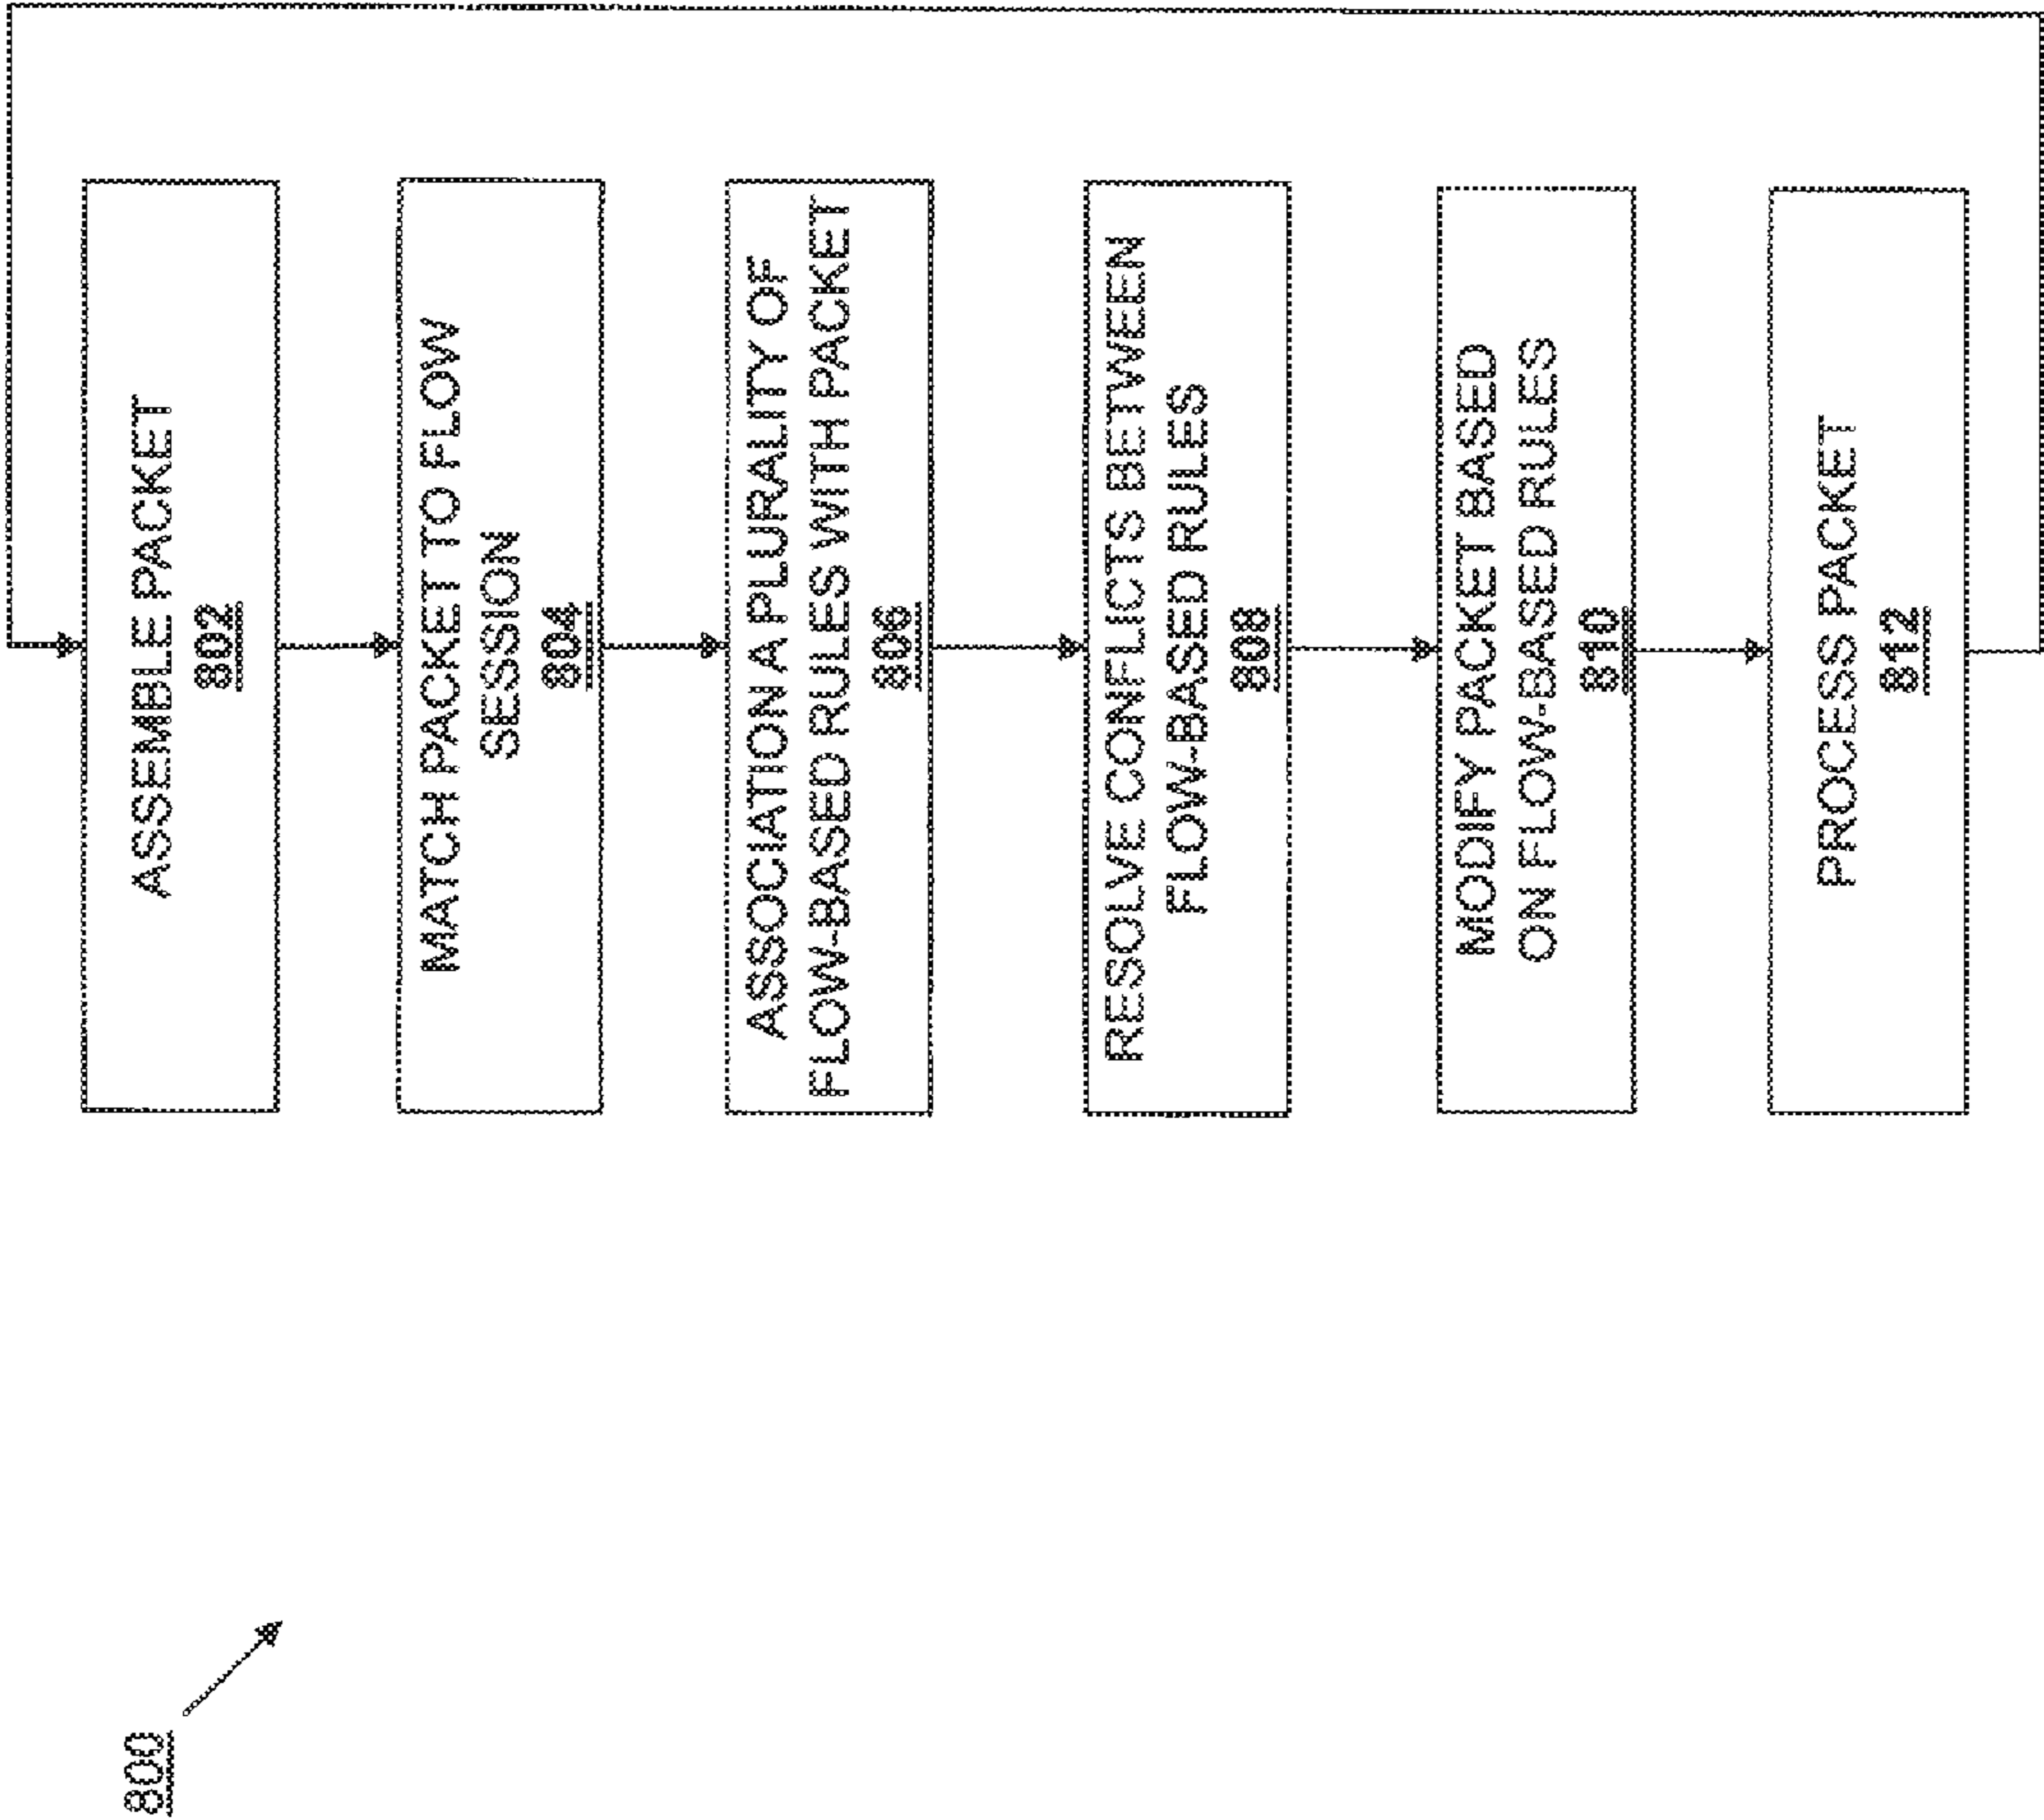 800
ASSEMBLE PACKET
802
MATCH PACKET TO FLOW
SESSION
804
ASSOCIATION A PLURALITY OF
FLOW-BASED RULES WITH PACKET
806
RESOLVE CONFLICTS BETWEEN
FLOW-BASED RULES
808
MODIFY PACKET BASED
ON FLOW-BASED RULES
810
PROCESS PACKET
812